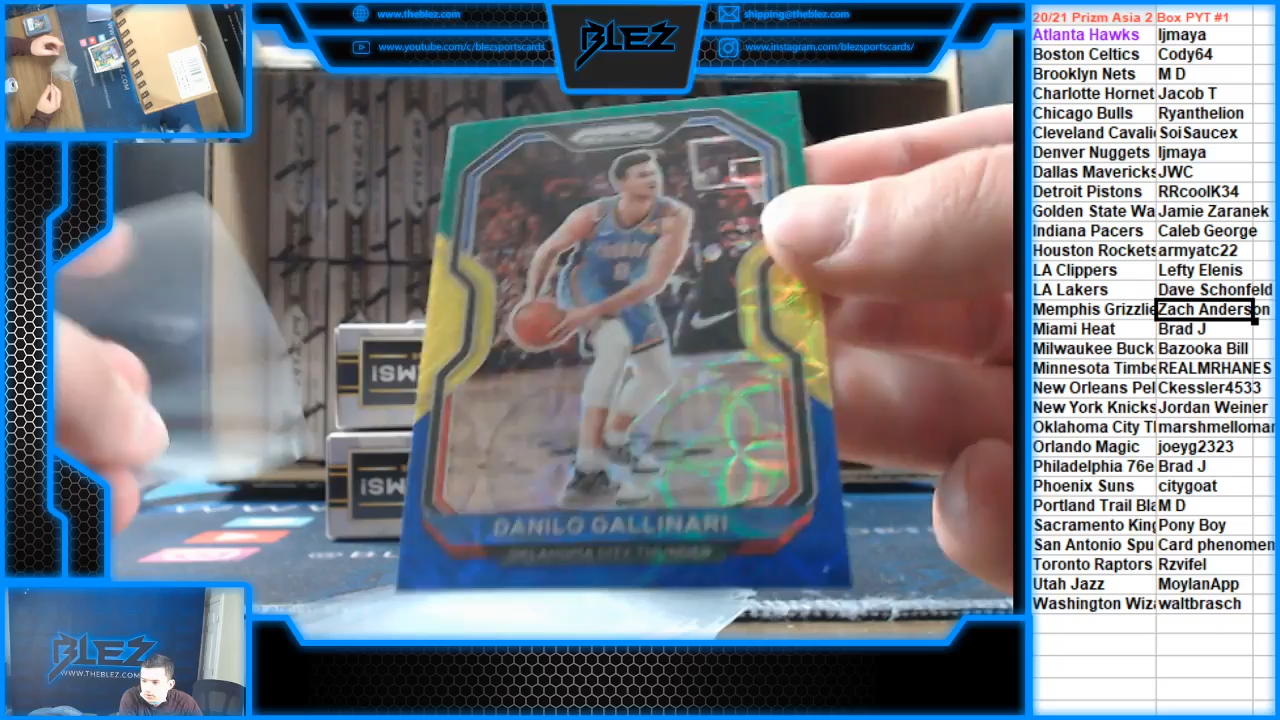 www.theblez.com
www.youtube.com/c/blezsportscards
BLEZ
shipping@theblez.com
www.instagram.com/blezsportscards/
20/21 Prizm Asia 2 Box PYT #1
Atlanta Hawks ljmaya
Boston Celtics Cody64
Brooklyn Nets M D
Charlotte Hornet Jacob T
Chicago Bulls Ryanthelion
Cleveland Cavali SoiSaucex
Denver Nuggets ljmaya
Dallas Mavericks JWC
Detroit Pistons RRcoolK34
Golden State Wa Jamie Zaranek
Indiana Pacers Caleb George
Houston Rockets armyatc22
LA Clippers Lefty Elenis
LA Lakers Dave Schonfeld
Memphis Grizzlie Zach Anderson
Miami Heat Brad J
Milwaukee Buck Bazooka Bill
Minnesota Timbe REALMRHANES
New Orleans Pel Ckessler4533
New York Knicks Jordan Weiner
Oklahoma City T marshmelloma
Orlando Magic joeyg2323
Philadelphia 76e Brad J
Phoenix Suns citygoat
Portland Trail Bla M D
Sacramento King Pony Boy
San Antonio Spu Card phenomen
Toronto Raptors Rzvifel
Utah Jazz MoylanApp
Washington Wiz waltbrasch
DANILO GALLINARI
OKLAHOMA CITY THUNDER
BLEZ
WWW.THEBLEZ.COM